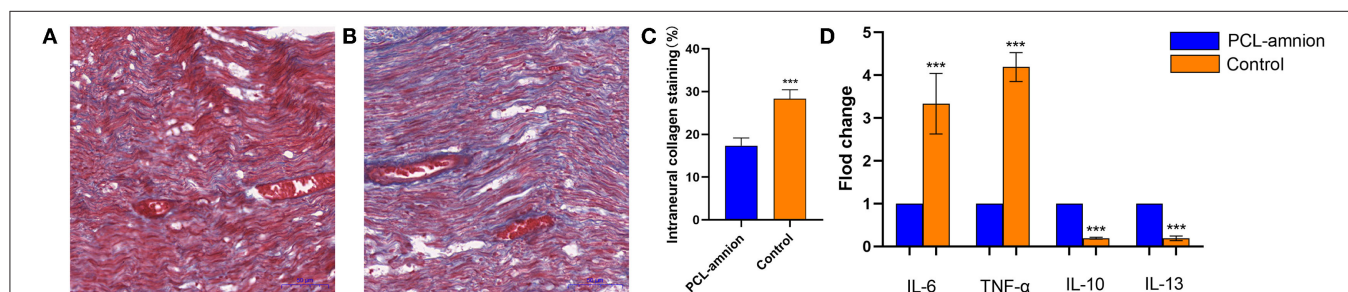 A
B
C
D
Intraneural collagen staining(%)
40
30
20
10
0
***
PCL-amnion
Control
Flod change
5
4
3
2
1
0
***
***
***
***
IL-6
TNF-α
IL-10
IL-13
PCL-amnion
Control